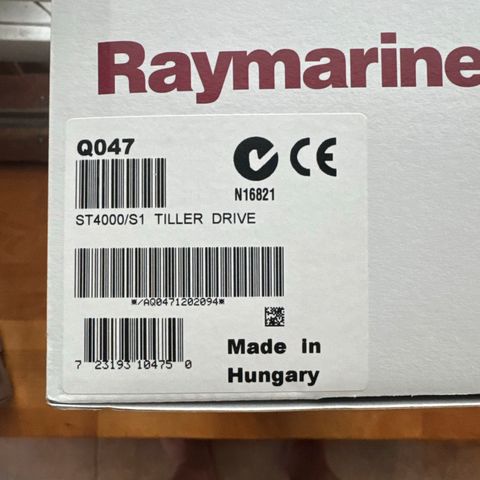 Raymarine
Q047
N16821
ST4000/S1 TILLER DRIVE
*/AQ0471202094*
7 23193 10475 0
Made in
Hungary